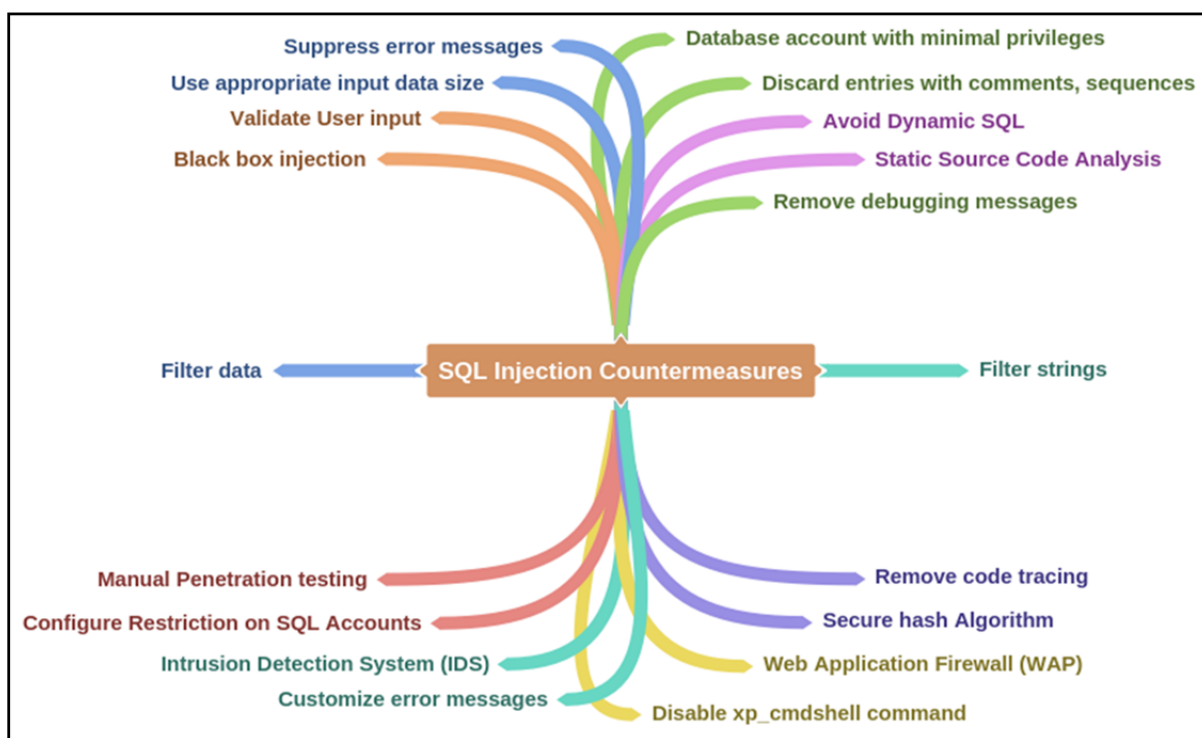 Suppress error messages
Database account with minimal privileges
Use appropriate input data size
Discard entries with comments, sequences
Validate User input
Avoid Dynamic SQL
Black box injection
Static Source Code Analysis
Remove debugging messages
Filter data
SQL Injection Countermeasures
Filter strings
Manual Penetration testing
Remove code tracing
Configure Restriction on SQL Accounts
Secure hash Algorithm
Intrusion Detection System (IDS)
Web Application Firewall (WAP)
Customize error messages
Disable xp_cmdshell command